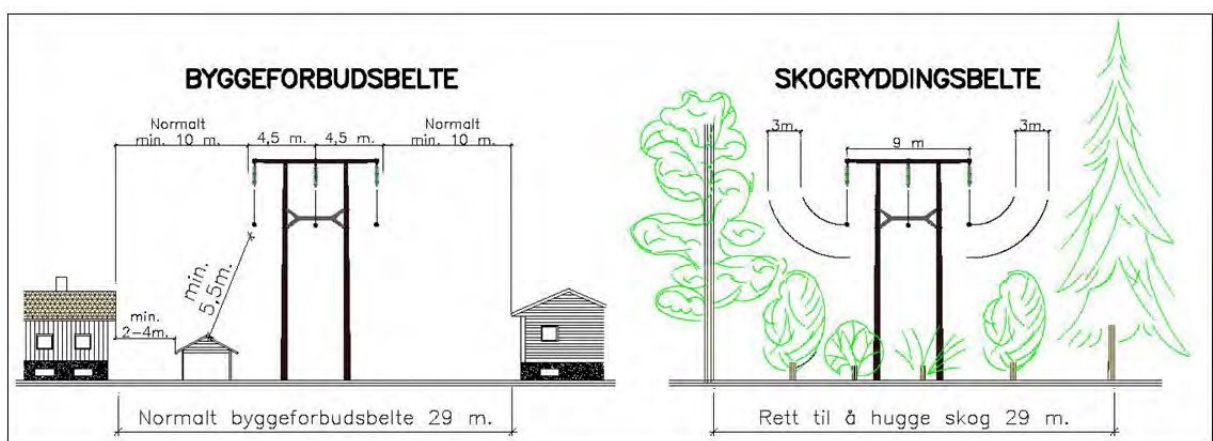 BYGGEFORBUDSBELTE
Normalt
min. 10 m.
4,5 m.
4,5 m.
Normalt
min. 10 m.
min.
5,5m.
min.
2-4m.
Normalt byggeforbudsbelte 29 m.
SKOGRYDDINGSBELTE
3m.
9 m
3m.
Rett til å hugge skog 29 m.